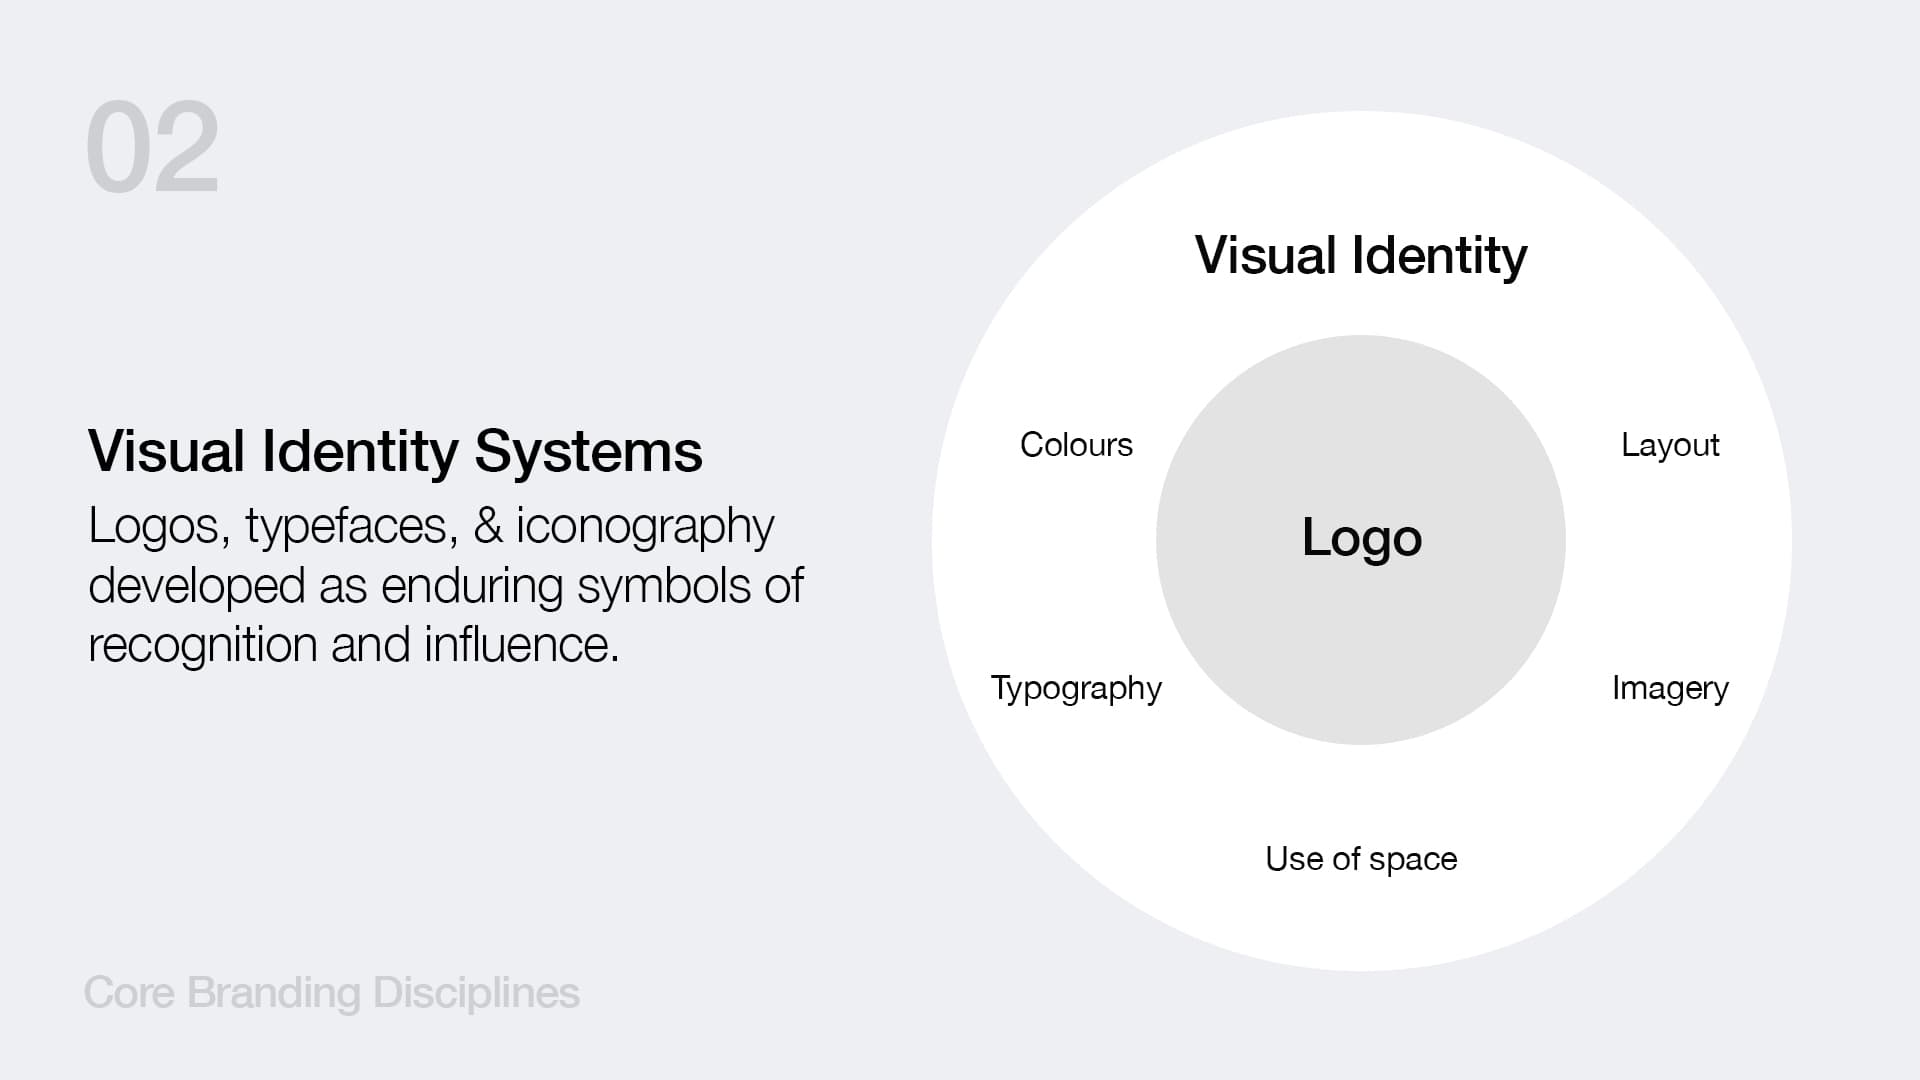 02
Visual Identity Systems
Logos, typefaces, & iconography
developed as enduring symbols of
recognition and influence.
Core Branding Disciplines
Visual Identity
Colours
Layout
Logo
Typography
Imagery
Use of space